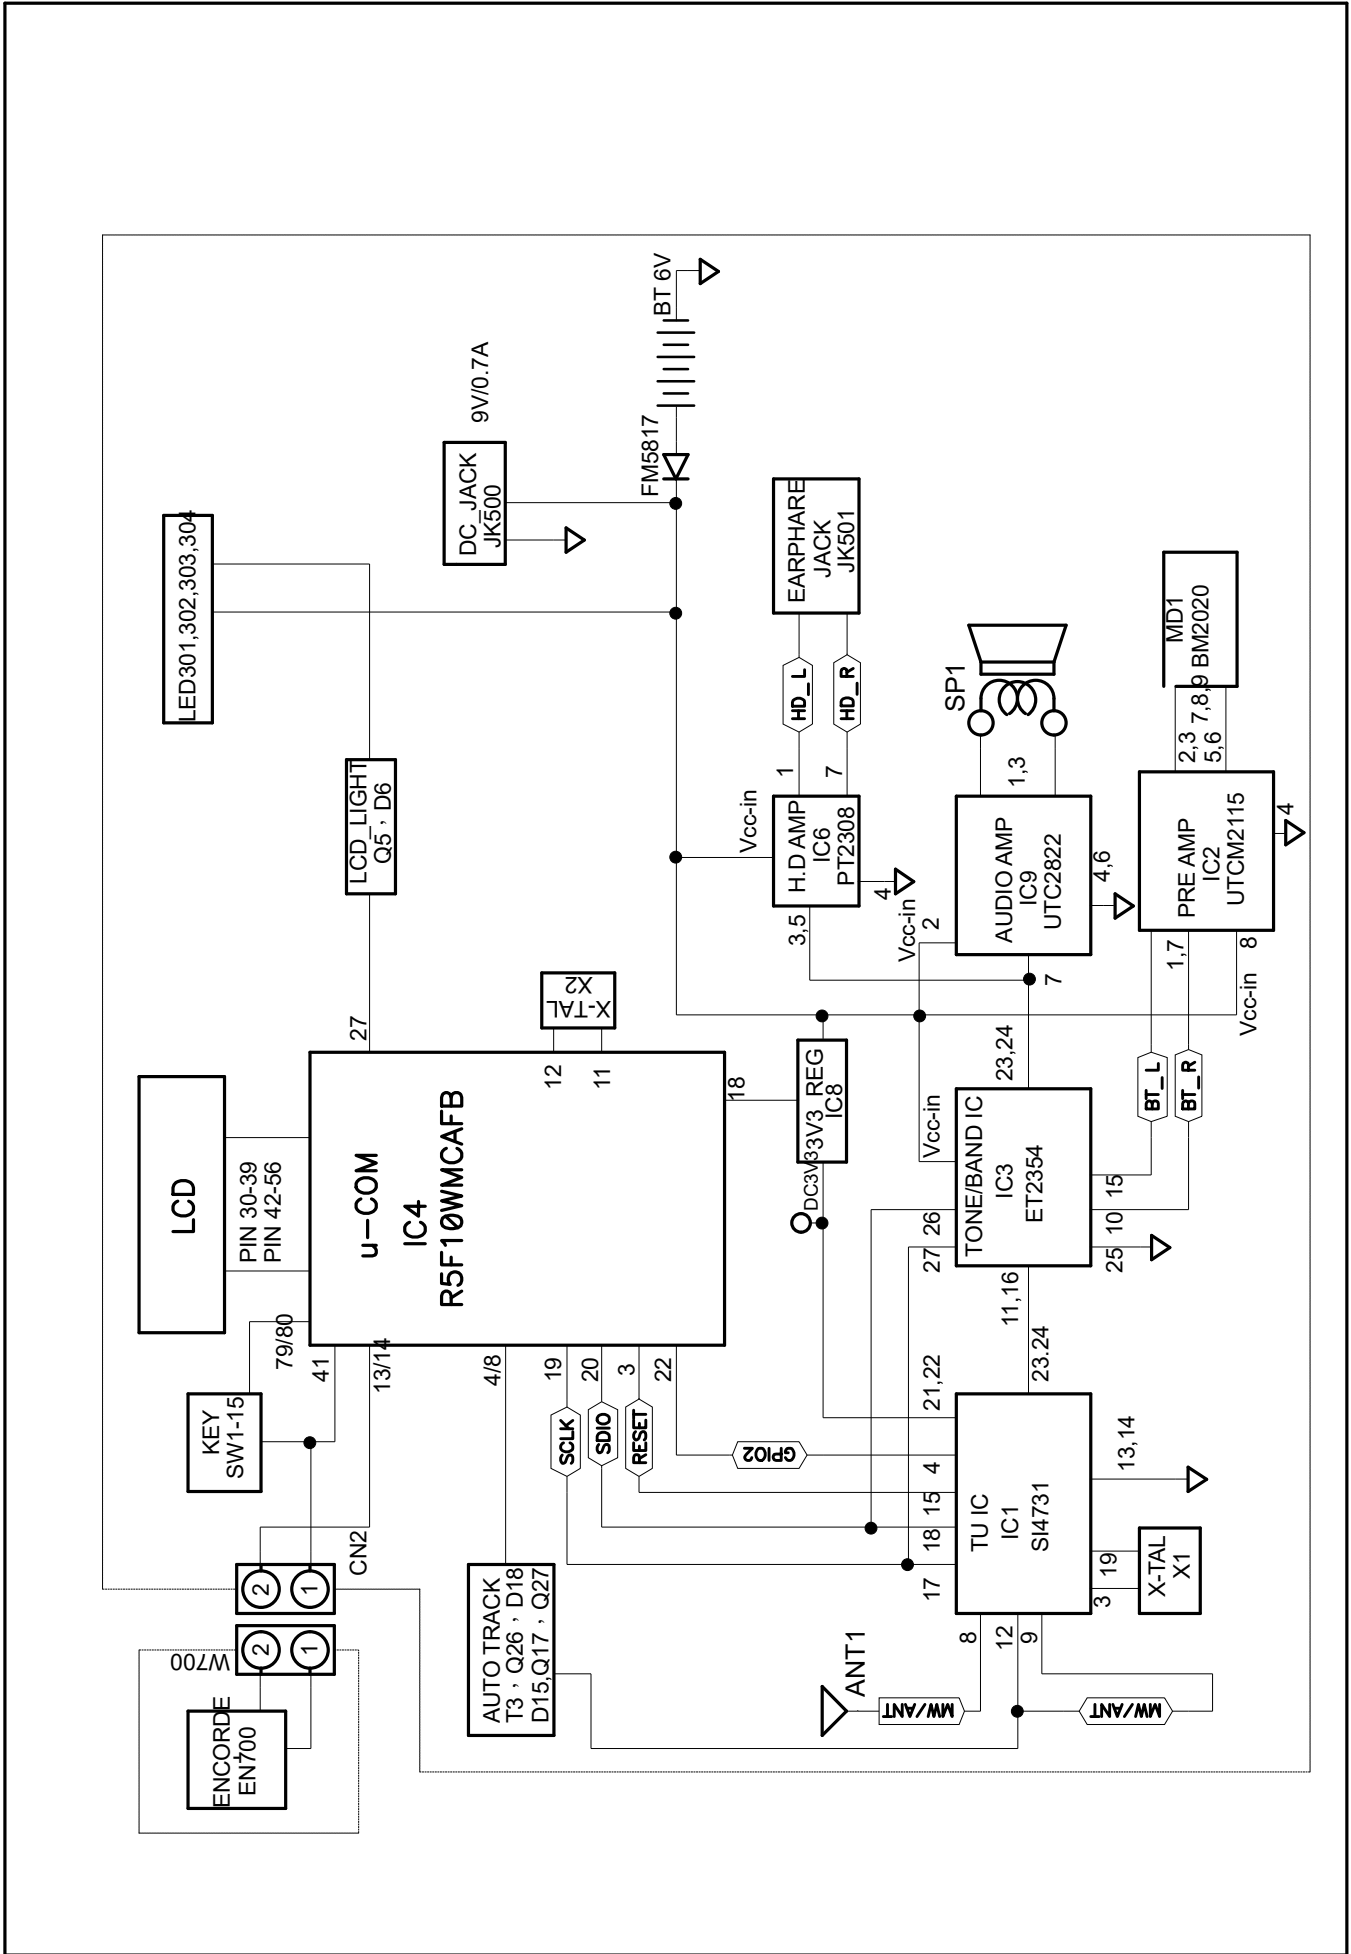 ENCORDE
EN700
W700
2
1
2
1
CN2
KEY
SW1-15
79/80
41
13/14
LCD
PIN 30-39
PIN 42-56
u-COM
IC4
R5F10WMCAFB
27
12
11
18
X-TAL
X2
LCD_LIGHT
Q5 , D6
LED301,302,303,304
DC_JACK
JK500
9V/0.7A
FM5817
BT 6V
AUTO TRACK
T3 , Q26 , D18
D15,Q17 , Q27
4/8
19
20
3
22
SCLK
SDIO
RESET
GPIO2
DC3V3
3V3_REG
IC8
ANT1
MW/ANT
MW/ANT
8
12
9
17
18
15
4
21,22
TU IC
IC1
SI4731
3
19
X-TAL
X1
13,14
23.24
11,16
27
26
Vcc-in
TONE/BAND IC
IC3
ET2354
25
10
15
23,24
BT_L
BT_R
Vcc-in
3,5
H.D AMP
IC6
PT2308
4
1
7
HD_L
HD_R
EARPHARE
JACK
JK501
Vcc-in
2
7
AUDIO AMP
IC9
UTC2822
4,6
1,3
SP1
1,7
Vcc-in
8
PRE AMP
IC2
UTCM2115
4
2,3
5,6
7,8,9
MD1
BM2020